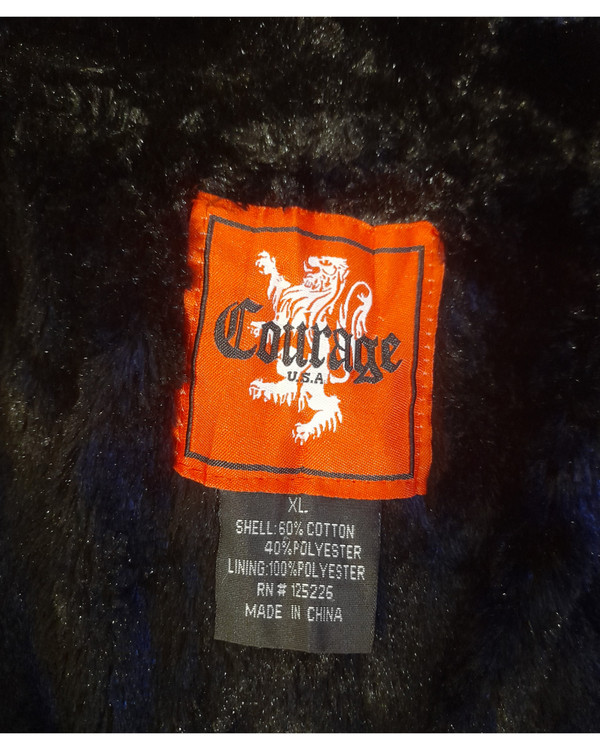 Courage
U.S.A
XL
SHELL:60% COTTON
40%POLYESTER
LINING:100%POLYESTER
RN # 125226
MADE IN CHINA